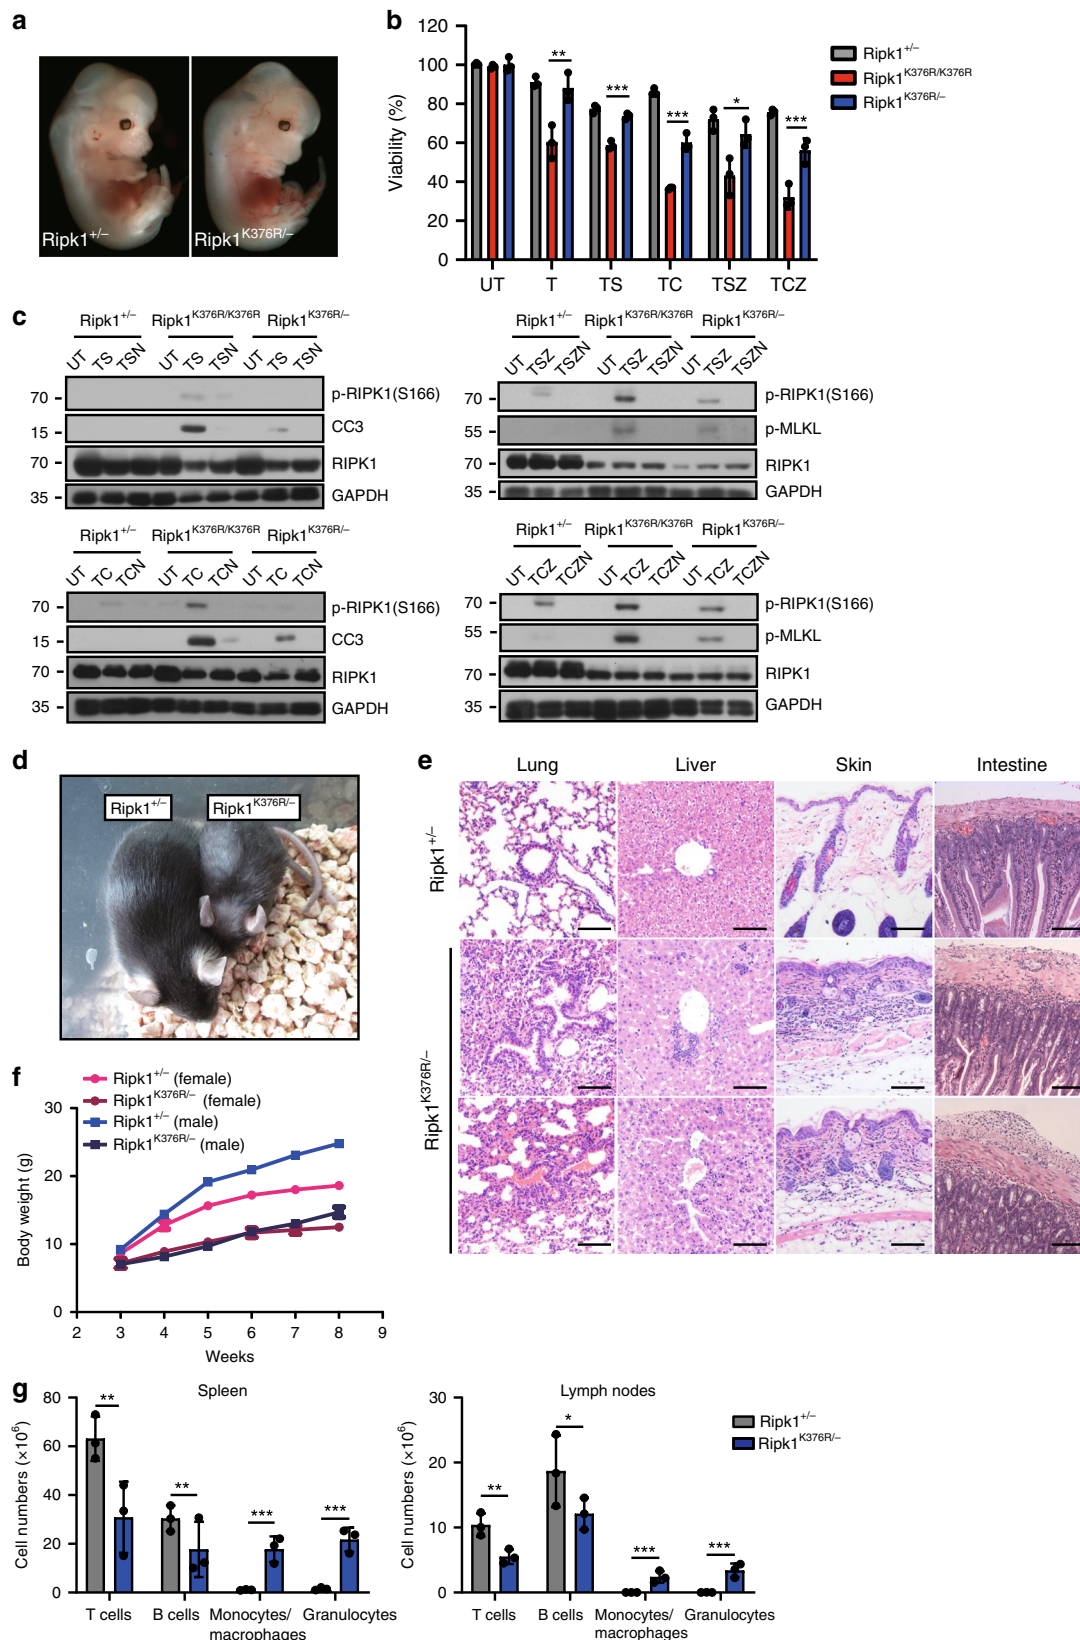 a
Ripk1+/–
Ripk1K376R/–
b
120
100
80
60
40
20
0
Viability (%)
UT T TS TC TSZ TCZ
** *** *** * ***
Ripk1+/–
Ripk1K376R/K376R
Ripk1K376R/–
c
Ripk1+/– Ripk1K376R/K376R Ripk1K376R/–
UT TS TSN UT TS TSN UT TS TSN
70 p-RIPK1(S166)
15 CC3
70 RIPK1
35 GAPDH
Ripk1+/– Ripk1K376R/K376R Ripk1K376R/–
UT TSZ TSZN UT TSZ TSZN UT TSZ TSZN
70 p-RIPK1(S166)
55 p-MLKL
70 RIPK1
35 GAPDH
Ripk1+/– Ripk1K376R/K376R Ripk1K376R/–
UT TC TCN UT TC TCN UT TC TCN
70 p-RIPK1(S166)
15 CC3
70 RIPK1
35 GAPDH
Ripk1+/– Ripk1K376R/K376R Ripk1K376R/–
UT TCZ TCZN UT TCZ TCZN UT TCZ TCZN
70 p-RIPK1(S166)
55 p-MLKL
70 RIPK1
35 GAPDH
d
Ripk1+/–
Ripk1K376R/–
e
Lung Liver Skin Intestine
Ripk1+/–
Ripk1K376R/–
f
Ripk1+/– (female)
Ripk1K376R/– (female)
Ripk1+/– (male)
Ripk1K376R/– (male)
30
20
10
0
Body weight (g)
2 3 4 5 6 7 8 9
Weeks
g
Spleen
80
60
40
20
0
Cell numbers (×106)
** ** *** ***
T cells B cells Monocytes/ Granulocytes
macrophages
Lymph nodes
30
20
10
0
Cell numbers (×106)
** * *** ***
T cells B cells Monocytes/ Granulocytes
macrophages
Ripk1+/–
Ripk1K376R/–